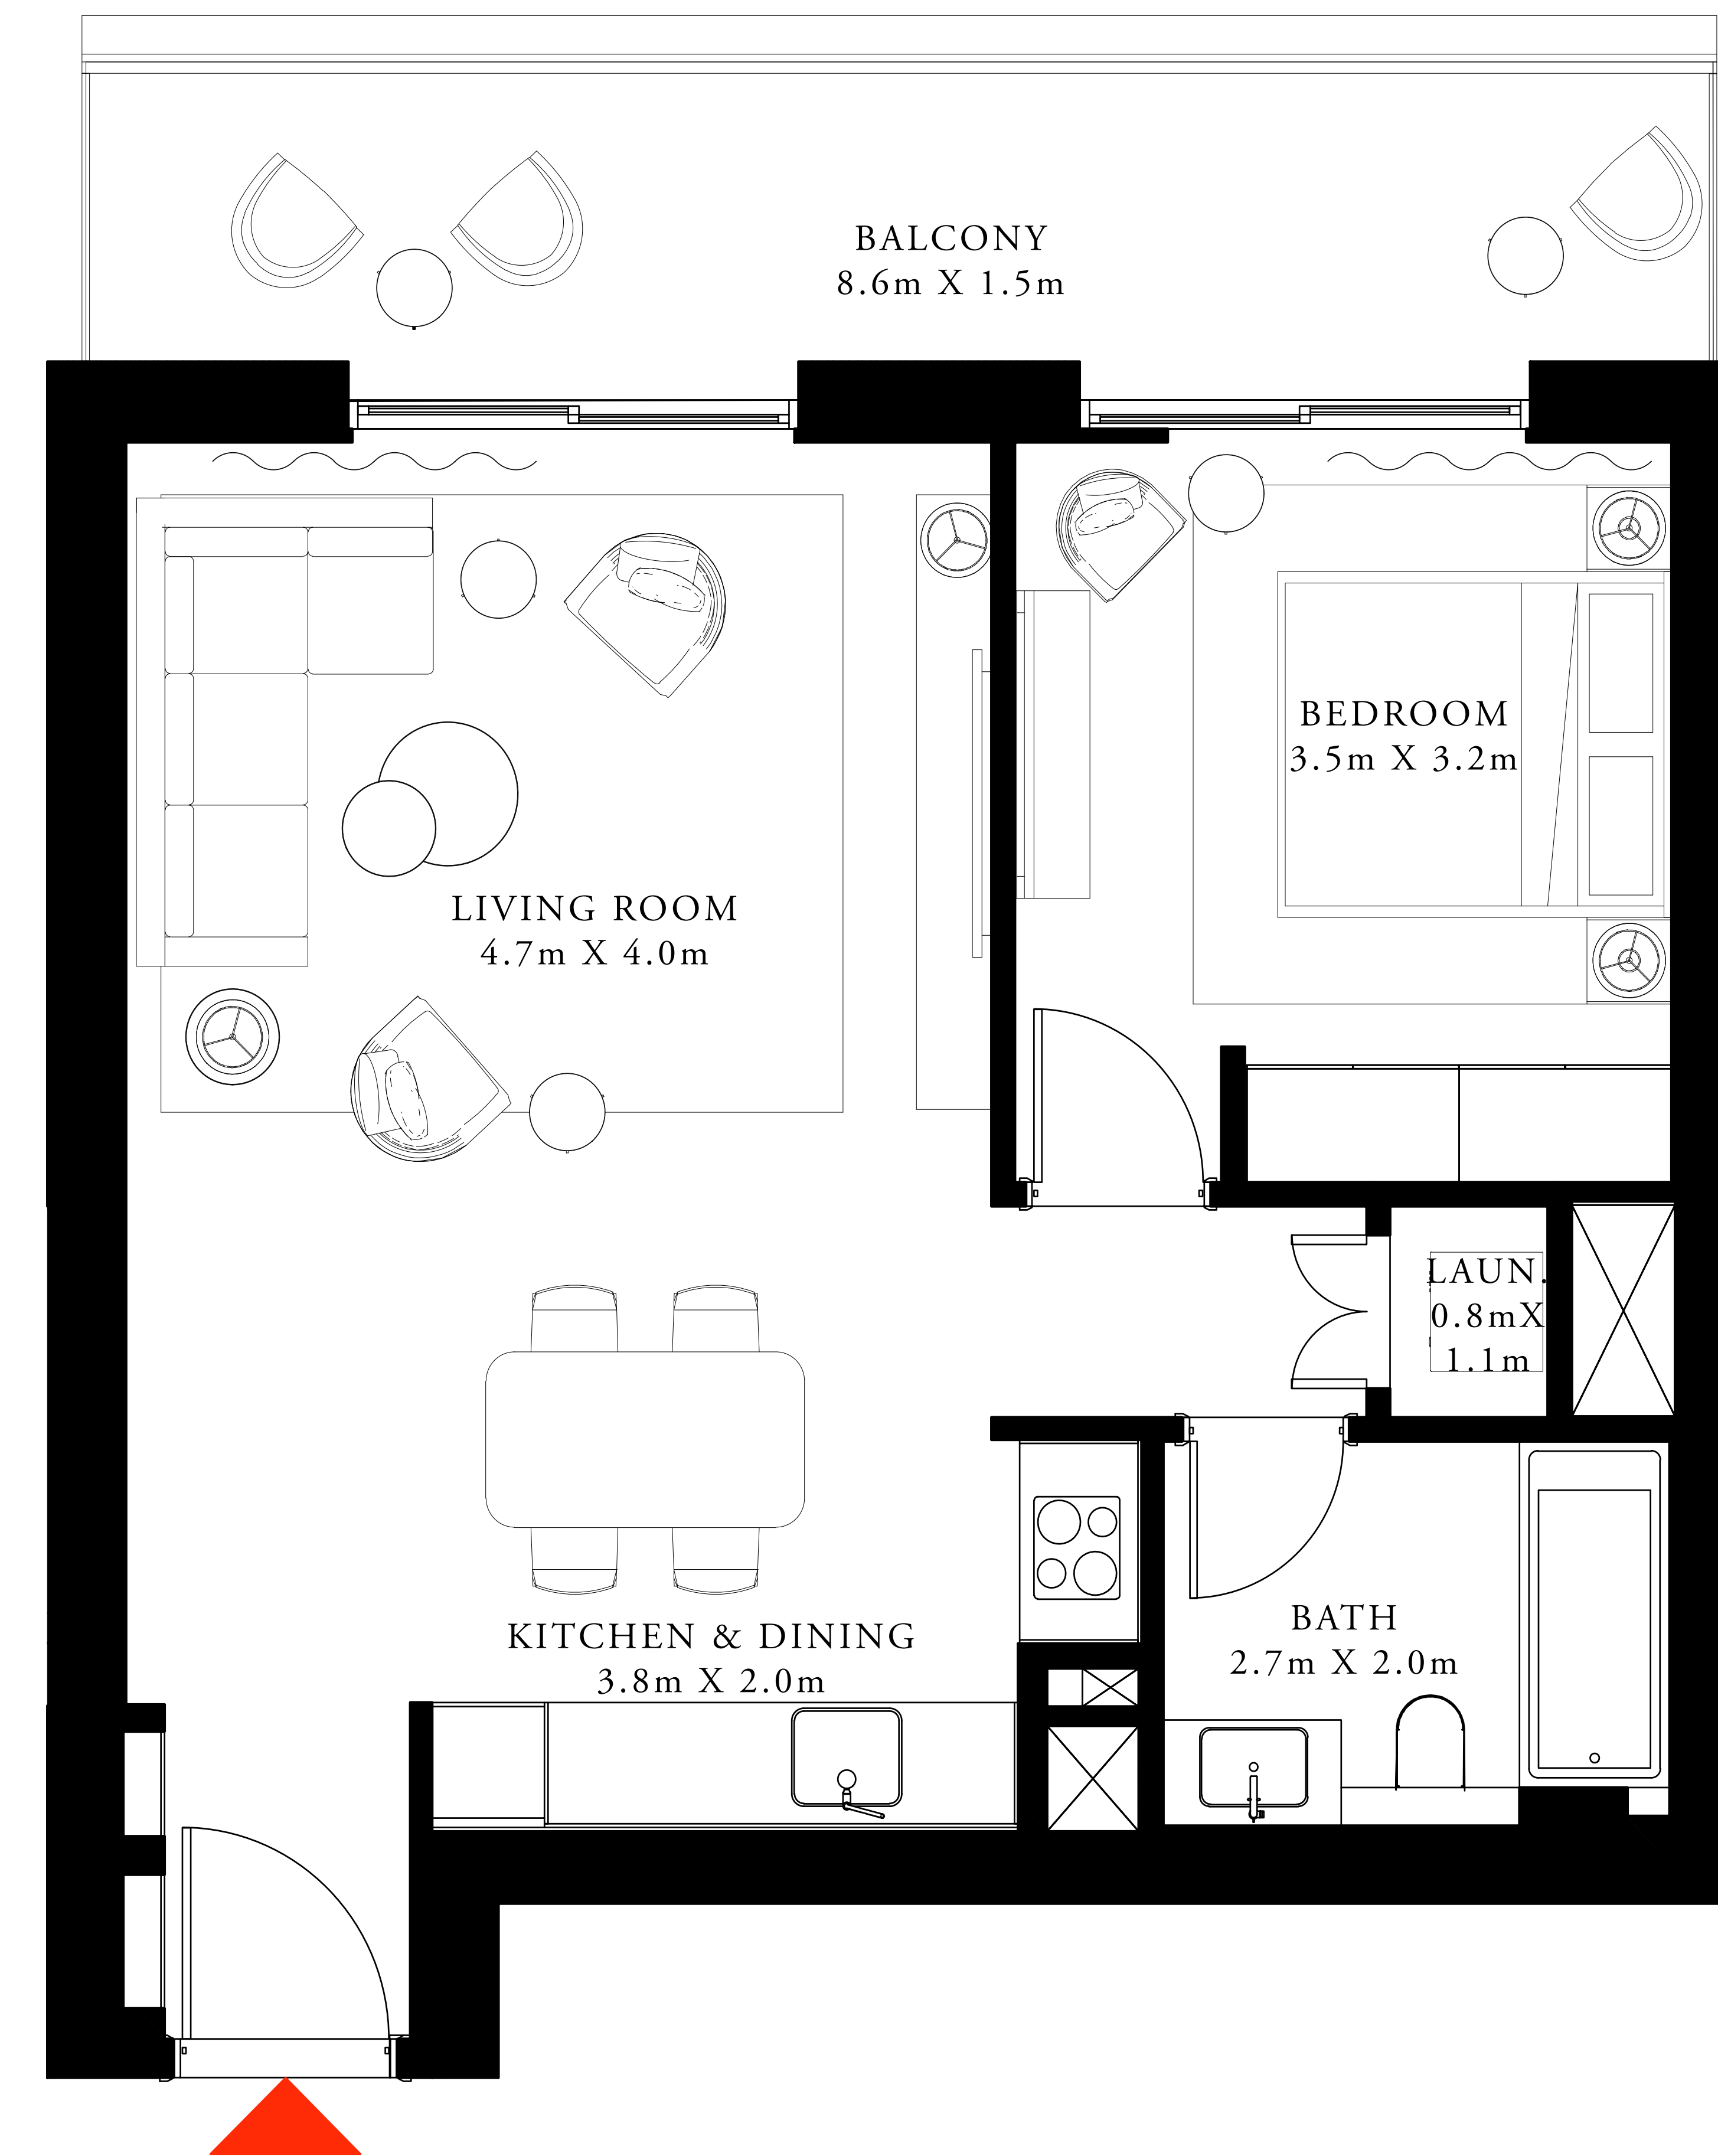 BALCONY
8.6m X 1.5m
BEDROOM
3.5m X 3.2m
LIVING ROOM
4.7m X 4.0m
LAUN.
0.8mX
1.1m
KITCHEN & DINING
3.8m X 2.0m
BATH
2.7m X 2.0m